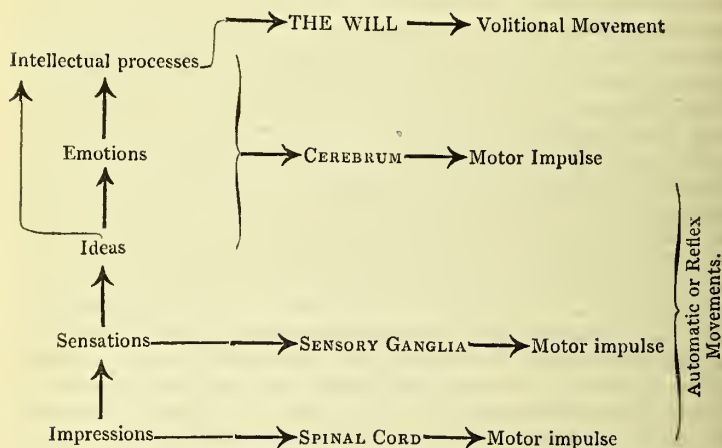 THE WILL Volitional Movement
Intellectual processes
Emotions CEREBRUM Motor Impulse
Ideas
Sensations SENSORY GANGLIA Motor impulse
Impressions SPINAL CORD Motor impulse
Automatic or Reflex
Movements.